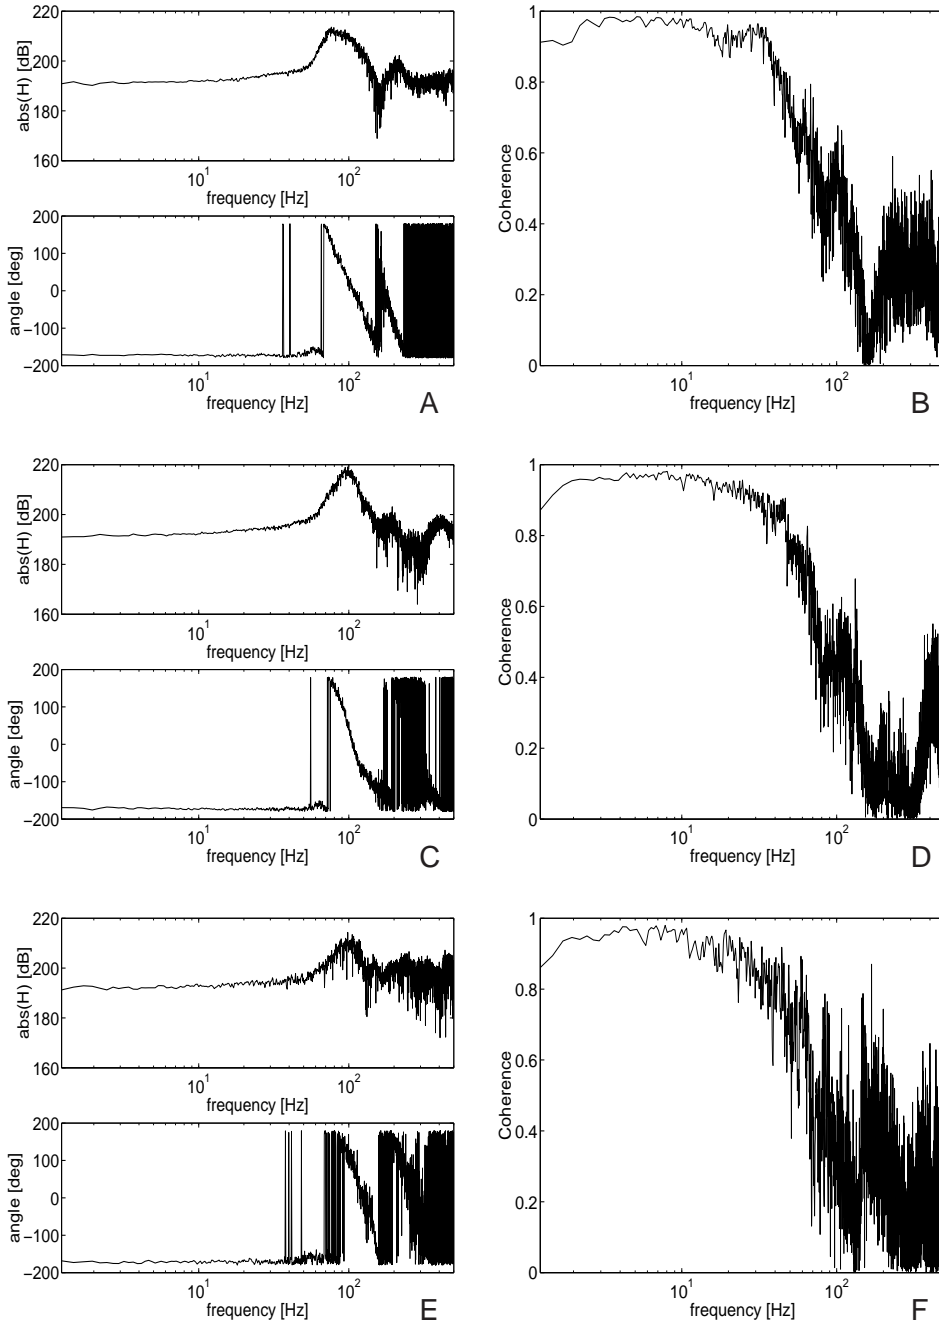 220
200
180
160
abs(H) [dB]
10^1
10^2
frequency [Hz]
200
100
0
−100
−200
angle [deg]
10^1
10^2
frequency [Hz]
A
1
0.8
0.6
0.4
0.2
0
Coherence
10^1
10^2
frequency [Hz]
B
220
200
180
160
abs(H) [dB]
10^1
10^2
frequency [Hz]
200
100
0
−100
−200
angle [deg]
10^1
10^2
frequency [Hz]
C
1
0.8
0.6
0.4
0.2
0
Coherence
10^1
10^2
frequency [Hz]
D
220
200
180
160
abs(H) [dB]
10^1
10^2
frequency [Hz]
200
100
0
−100
−200
angle [deg]
10^1
10^2
frequency [Hz]
E
1
0.8
0.6
0.4
0.2
0
Coherence
10^1
10^2
frequency [Hz]
F